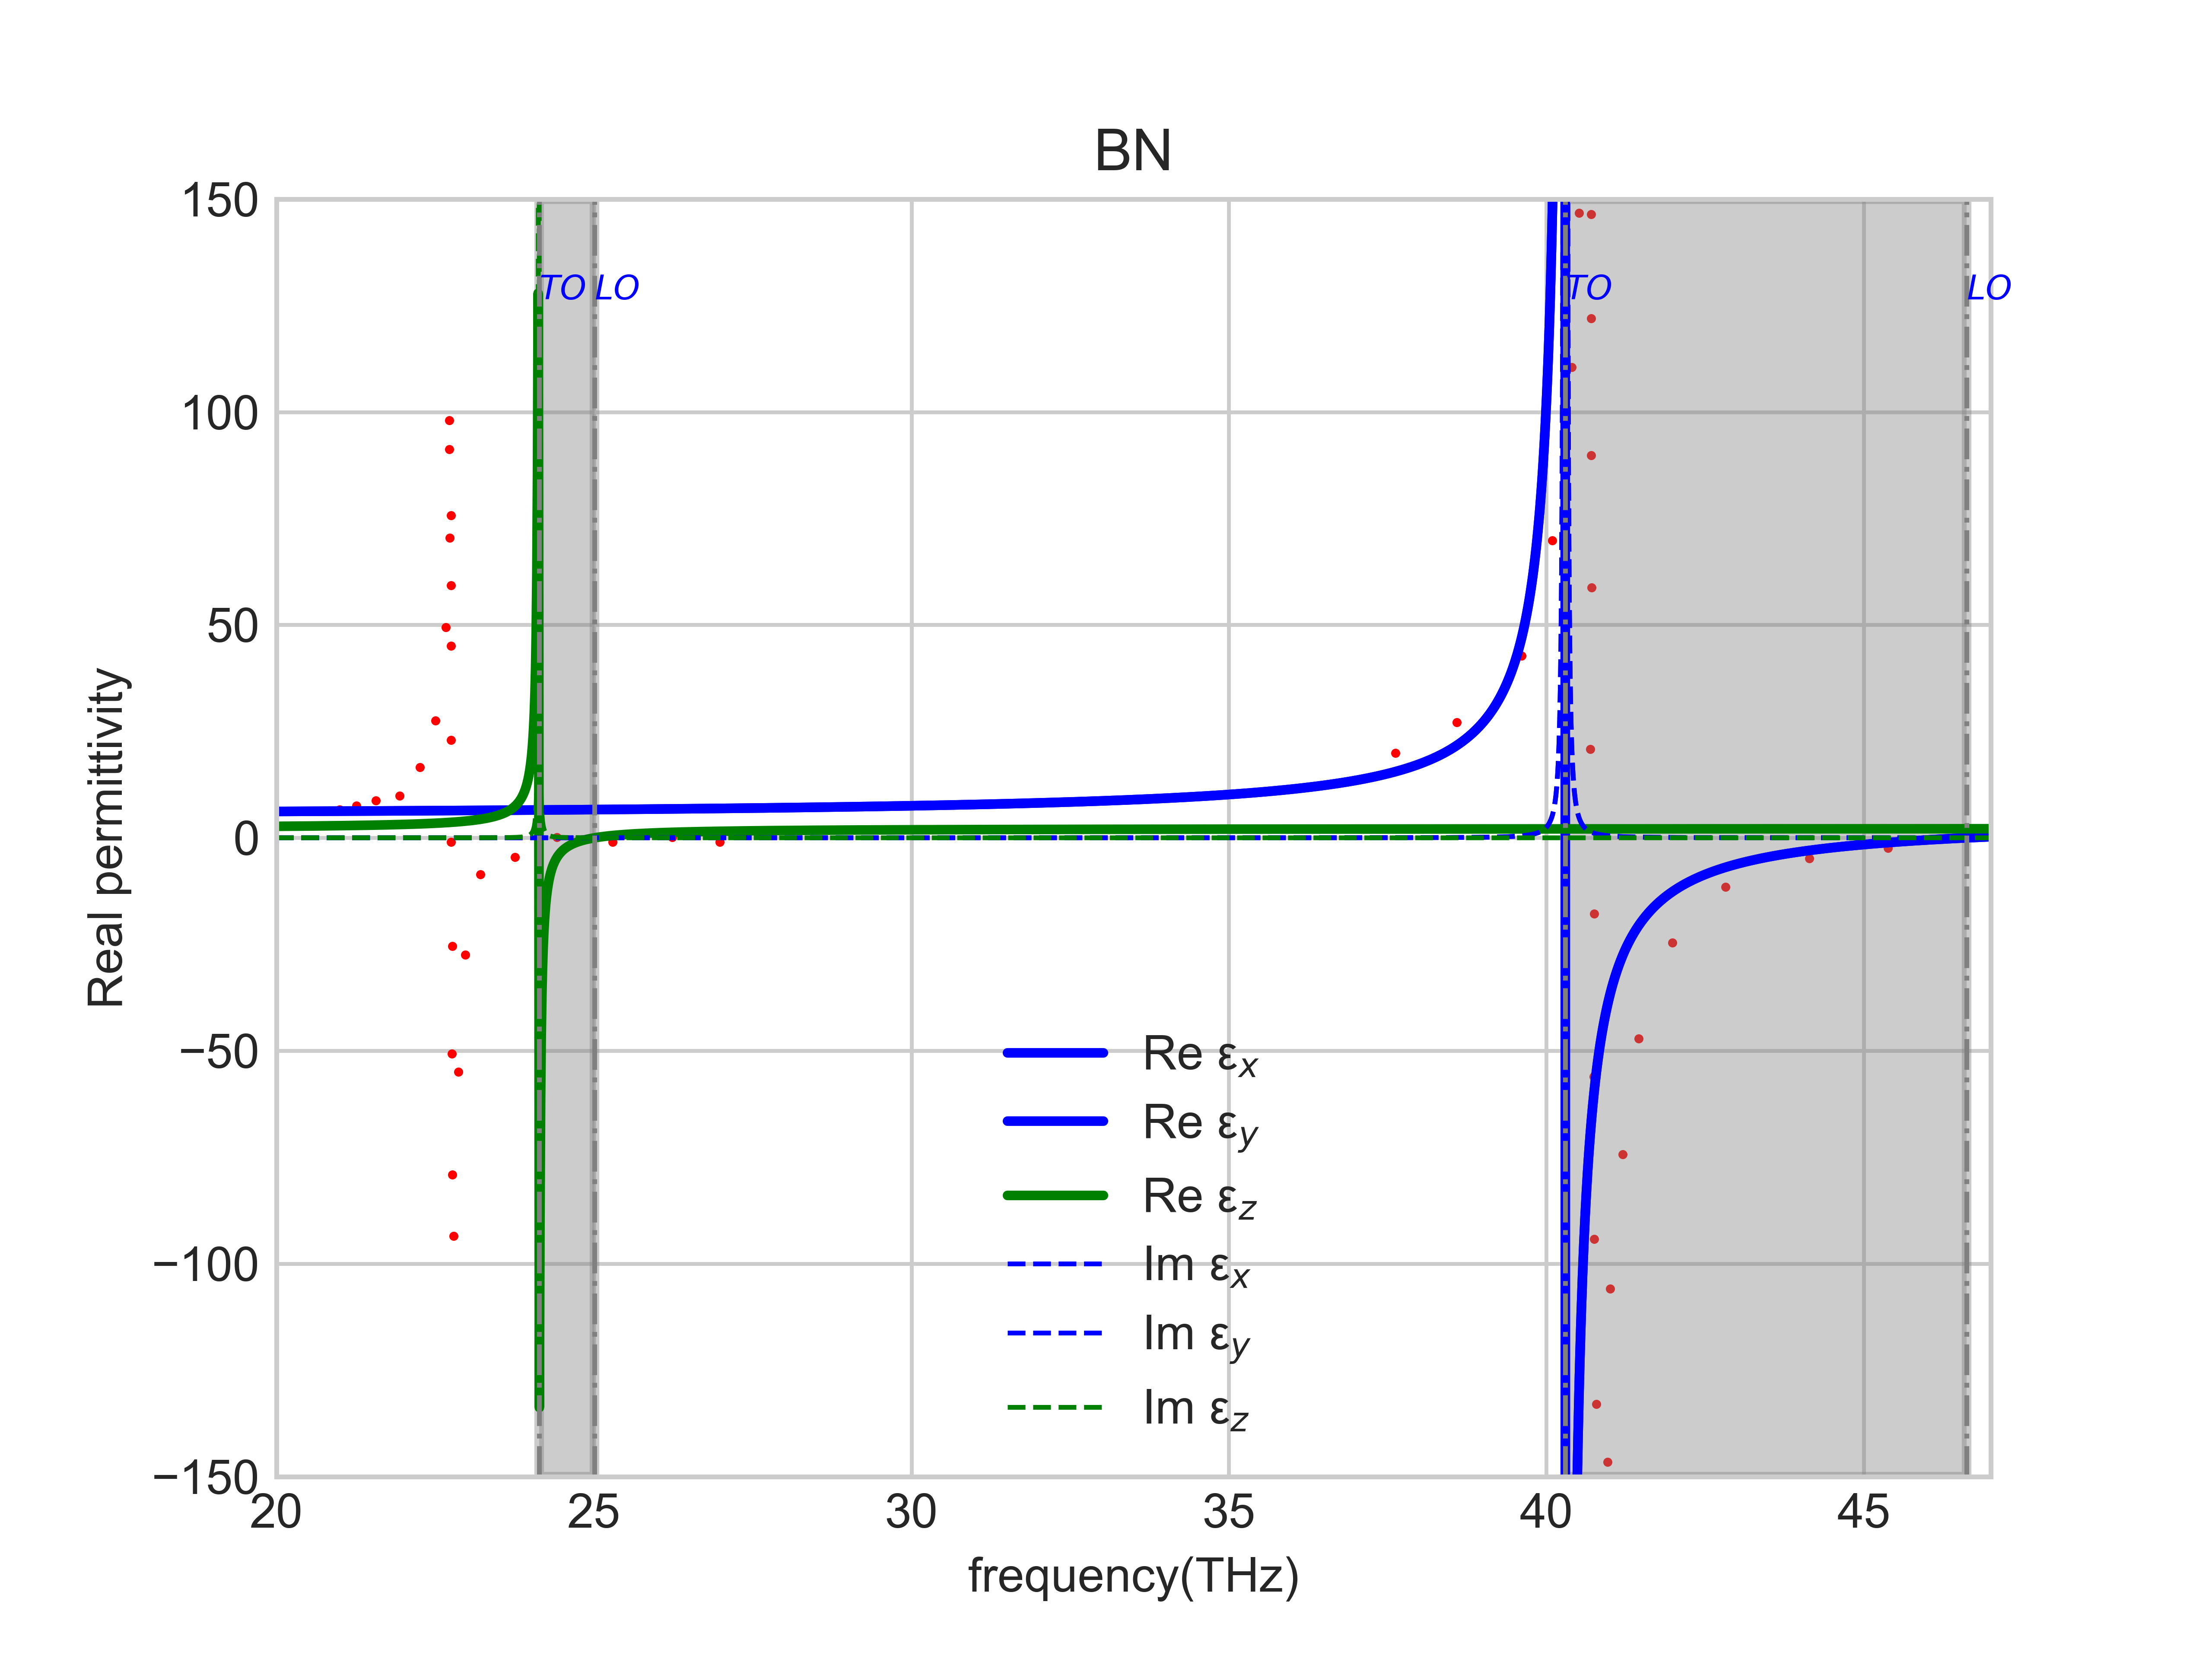 BN
150
100
50
0
−50
−100
−150
Real permittivity
TO LO
TO
LO
Re εx
Re εy
Re εz
Im εx
Im εy
Im εz
20 25 30 35 40 45
frequency(THz)